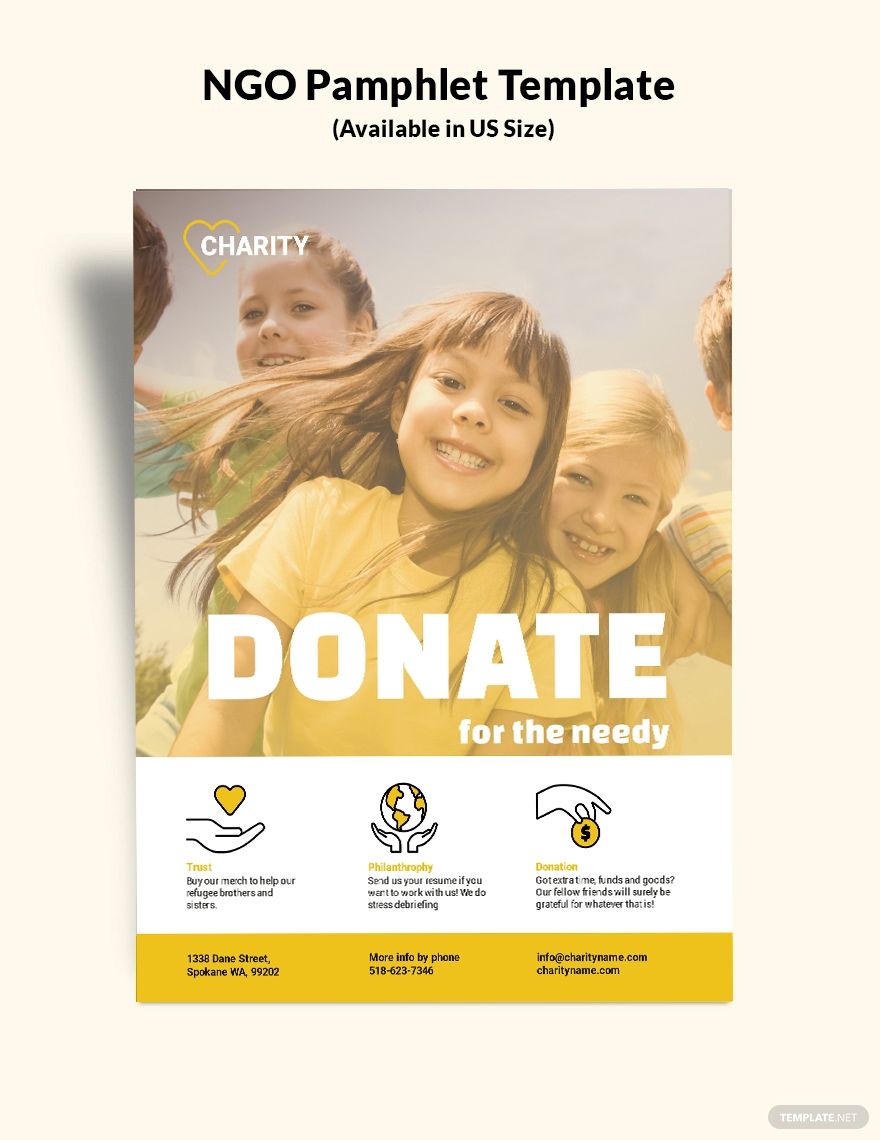 NGO Pamphlet Template
(Available in US Size)
CHARITY
DONATE
for the needy
Trust
Buy our merch to help our
refugee brothers and
sisters.
Philanthrophy
Send us your resume if you
want to work with us! We do
stress debriefing
Donation
Got extra time, funds and goods?
Our fellow friends will surely be
grateful for whatever that is!
1338 Dane Street,
Spokane WA, 99202
More info by phone
518-623-7346
info@charityname.com
charityname.com
$
TEMPLATE.NET